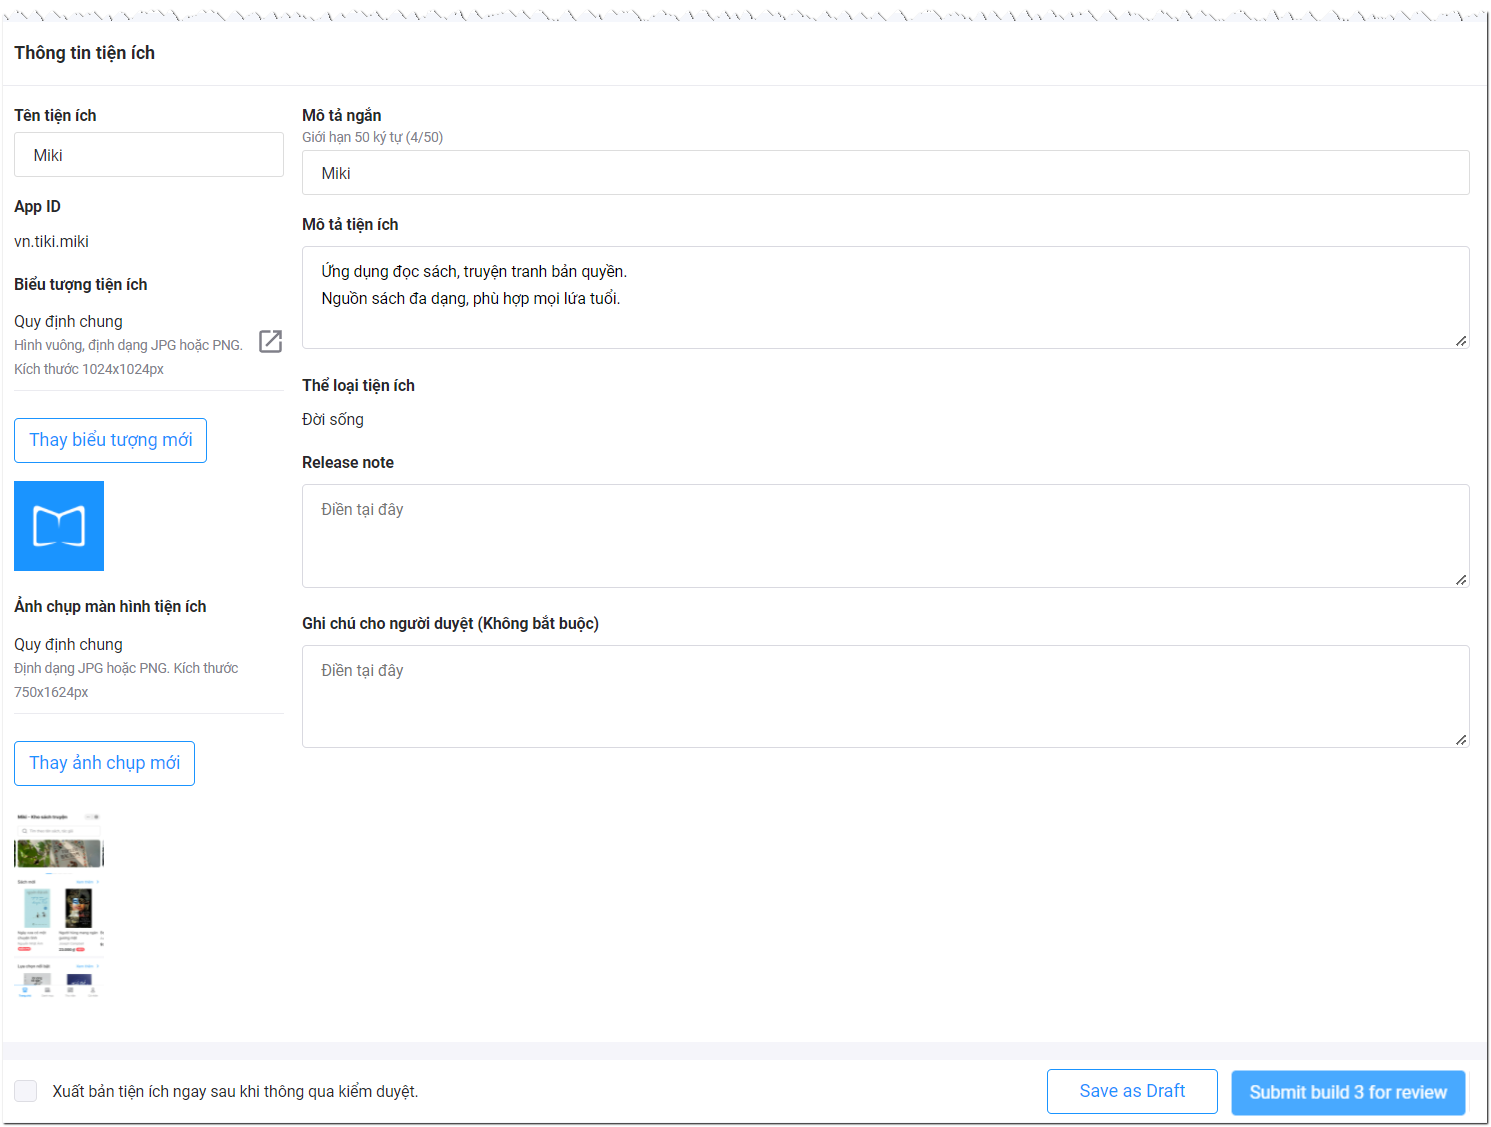 Thông tin tiện ích
Tên tiện ích
Miki
App ID
vn.tiki.miki
Biểu tượng tiện ích
Quy định chung
Hình vuông, định dạng JPG hoặc PNG.
Kích thước 1024x1024px
Thay biểu tượng mới
Ảnh chụp màn hình tiện ích
Quy định chung
Định dạng JPG hoặc PNG. Kích thước
750x1624px
Thay ảnh chụp mới
Miki - Kho sách truyện
Sách mới
Mô tả ngắn
Giới hạn 50 ký tự (4/50)
Miki
Mô tả tiện ích
Ứng dụng đọc sách, truyện tranh bản quyền.
Nguồn sách đa dạng, phù hợp mọi lứa tuổi.
Thể loại tiện ích
Đời sống
Release note
Điền tại đây
Ghi chú cho người duyệt (Không bắt buộc)
Điền tại đây
Xuất bản tiện ích ngay sau khi thông qua kiểm duyệt.
Save as Draft
Submit build 3 for review